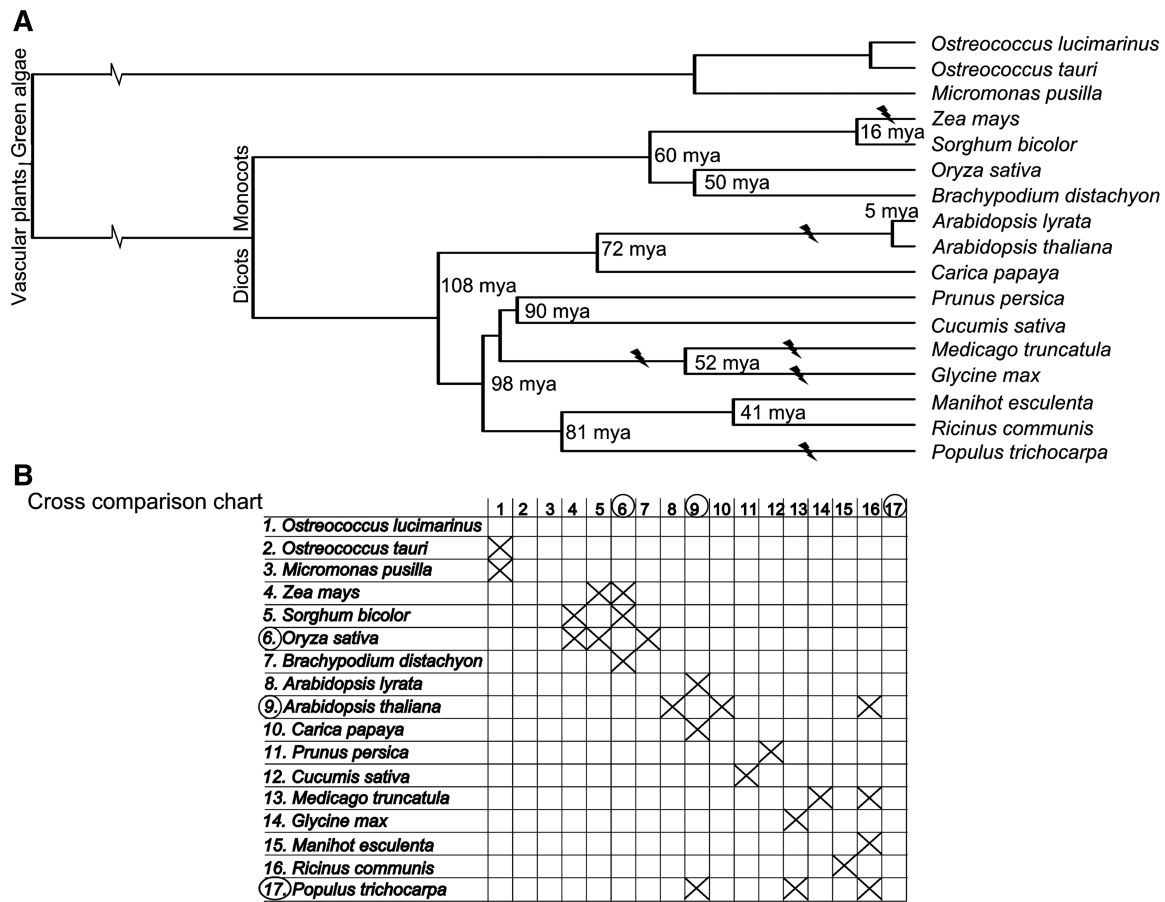 A
Vascular plants Green algae
Dicots Monocots
Ostreococcus lucimarinus
Ostreococcus tauri
Micromonas pusilla
Zea mays
16 mya
Sorghum bicolor
60 mya
Oryza sativa
50 mya
Brachypodium distachyon
5 mya
Arabidopsis lyrata
Arabidopsis thaliana
72 mya
Carica papaya
108 mya
Prunus persica
90 mya
Cucumis sativa
Medicago truncatula
52 mya
Glycine max
98 mya
Manihot esculenta
41 mya
Ricinus communis
81 mya
Populus trichocarpa
B
Cross comparison chart
1 2 3 4 5 6 7 8 9 10 11 12 13 14 15 16 17
1. Ostreococcus lucimarinus
2. Ostreococcus tauri
3. Micromonas pusilla
4. Zea mays
5. Sorghum bicolor
6. Oryza sativa
7. Brachypodium distachyon
8. Arabidopsis lyrata
9. Arabidopsis thaliana
10. Carica papaya
11. Prunus persica
12. Cucumis sativa
13. Medicago truncatula
14. Glycine max
15. Manihot esculenta
16. Ricinus communis
17. Populus trichocarpa